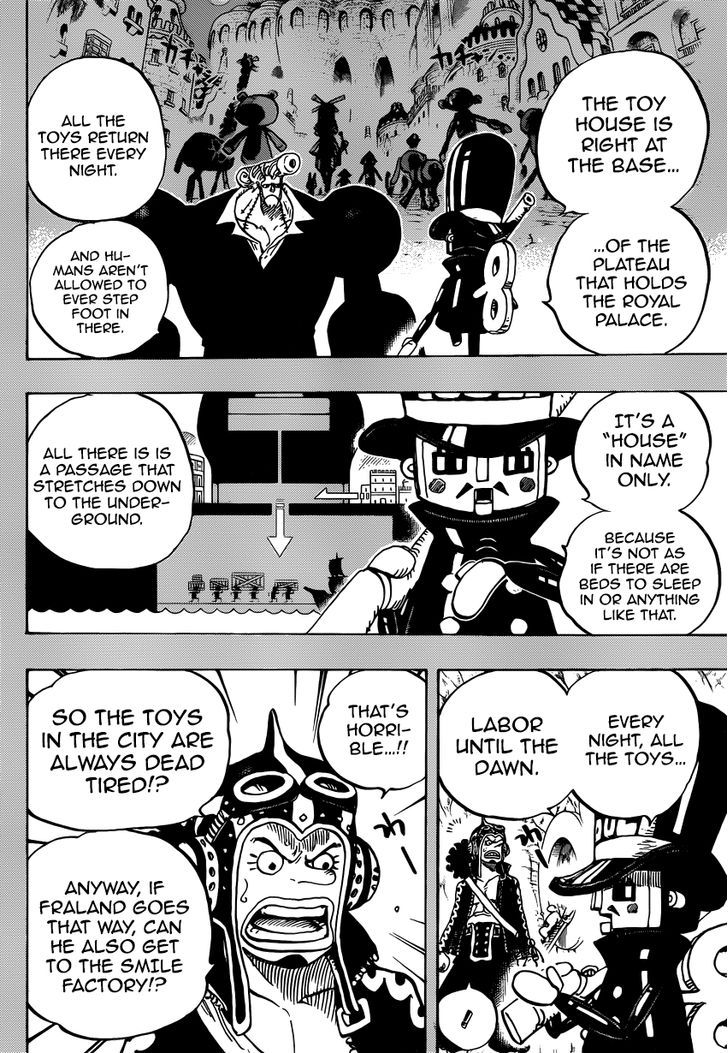 THE TOY
HOUSE IS
RIGHT AT
THE BASE...
...OF THE
PLATEAU
THAT HOLDS
THE ROYAL
PALACE.
ALL THE
TOYS RETURN
THERE EVERY
NIGHT.
AND HU-
MANS AREN'T
ALLOWED TO
EVER STEP
FOOT IN
THERE.
IT'S A
"HOUSE"
IN NAME
ONLY.
BECAUSE
IT'S NOT AS
IF THERE ARE
BEDS TO SLEEP
IN OR ANYTHING
LIKE THAT.
ALL THERE IS IS
A PASSAGE THAT
STRETCHES DOWN
TO THE UNDER-
GROUND.
EVERY
NIGHT, ALL
THE TOYS...
LABOR
UNTIL THE
DAWN.
THAT'S
HORRI-
BLE...!!
SO THE TOYS
IN THE CITY ARE
ALWAYS DEAD
TIRED!?
ANYWAY, IF
FRALAND GOES
THAT WAY, CAN
HE ALSO GET
TO THE SMILE
FACTORY!?